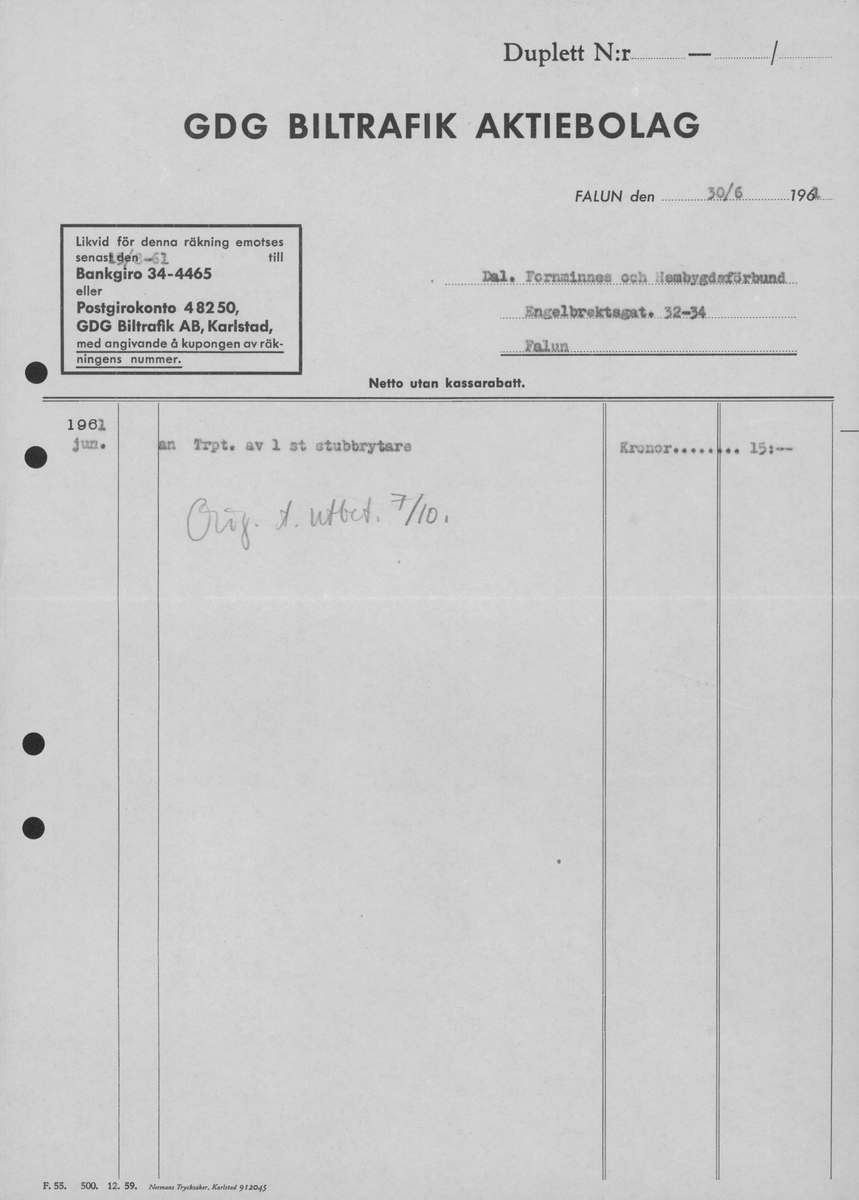 Duplett N:r — /
GDG BILTRAFIK AKTIEBOLAG
FALUN den 30/6 1961
Likvid för denna räkning emotses
senast den -61 till
Bankgiro 34-4465
eller
Postgirokonto 48250,
GDG Biltrafik AB, Karlstad,
med angivande å kupongen av räk-
ningens nummer.
Dal. Fornminnes och Hembygdsförbund
Engelbrektsgat. 32-34
Falun
Netto utan kassarabatt.
1961
jun. an Trpt. av 1 st stubbrytare Kronor......... 15:--
Orig. t. utbet. 7/10.
F. 55. 500. 12. 59. Nermans Trycksaker, Karlstad 912045